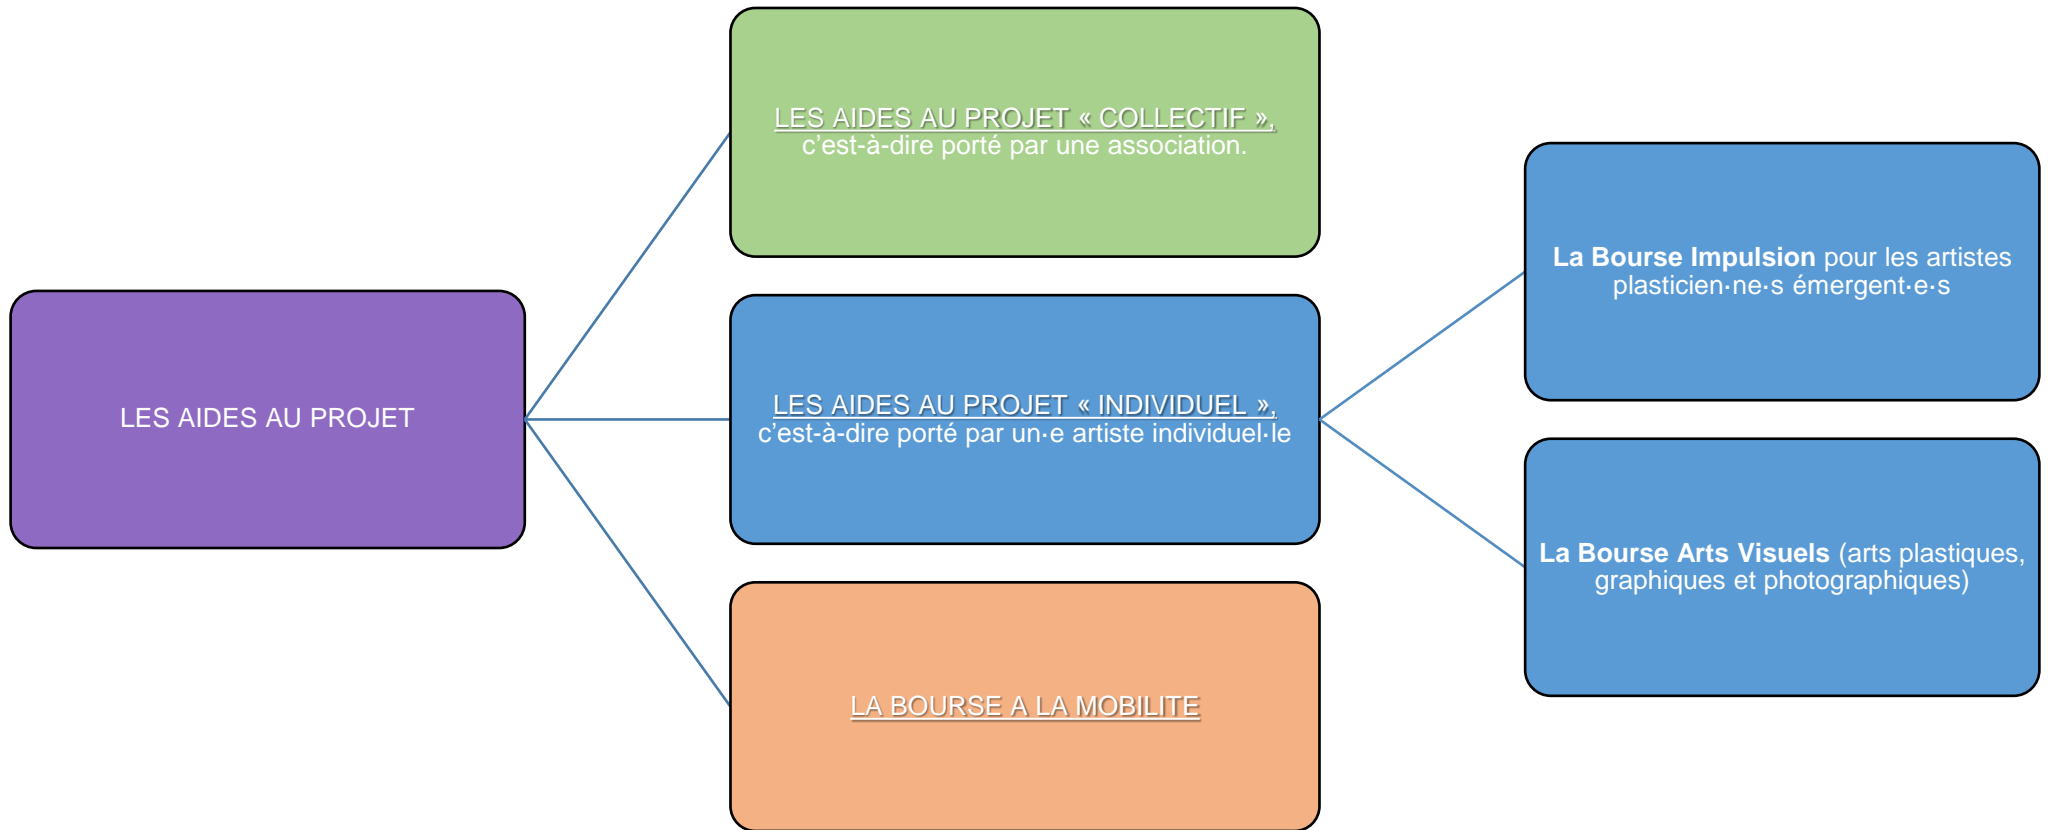 LES AIDES AU PROJET
LES AIDES AU PROJET « COLLECTIF »,
c’est-à-dire porté par une association.
LES AIDES AU PROJET « INDIVIDUEL »,
c’est-à-dire porté par un·e artiste individuel·le
LA BOURSE A LA MOBILITE
La Bourse Impulsion pour les artistes
plasticien·ne·s émergent·e·s
La Bourse Arts Visuels (arts plastiques,
graphiques et photographiques)